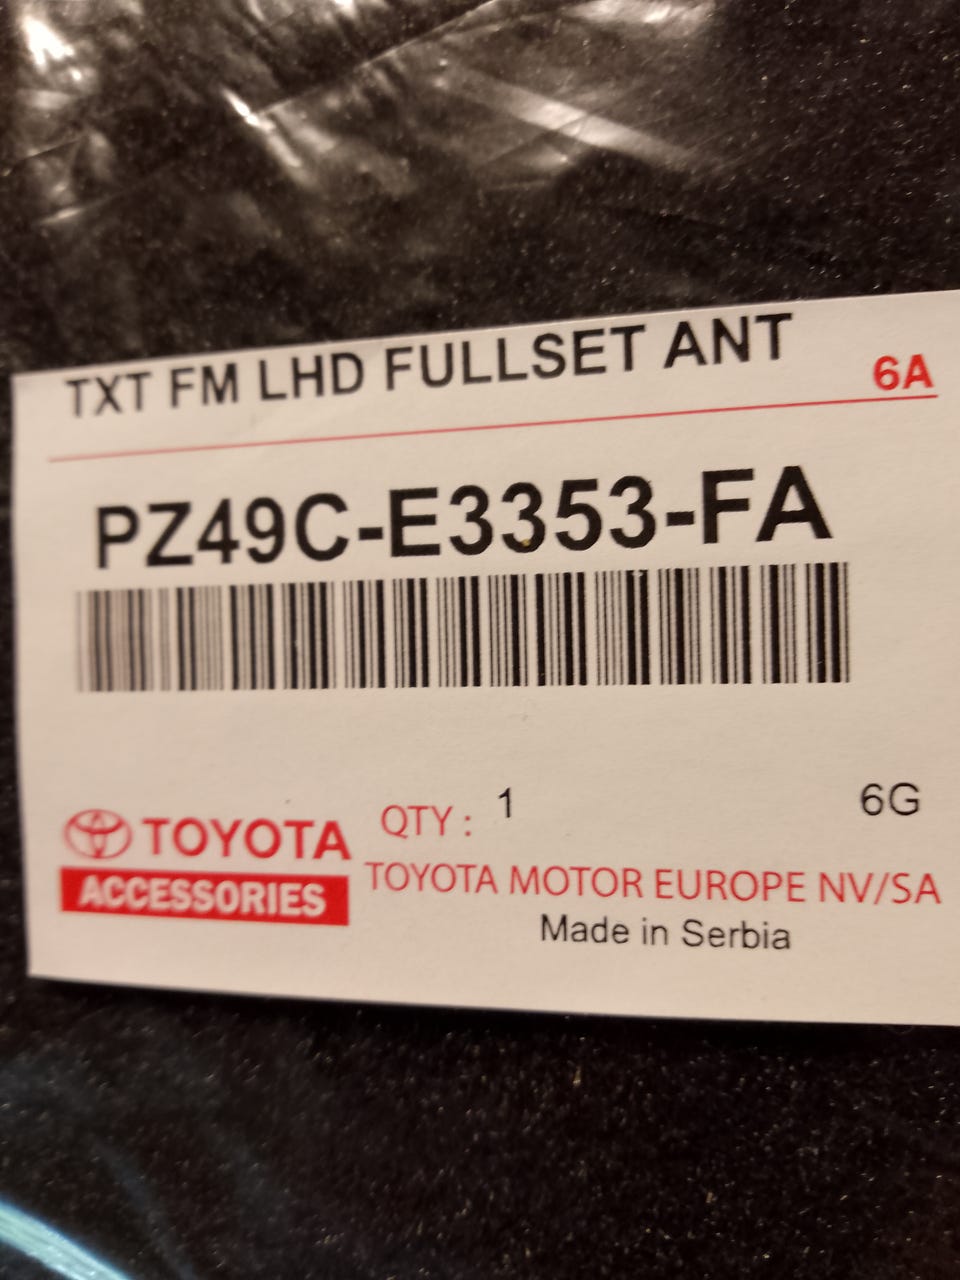 TXT FM LHD FULLSET ANT
6A
PZ49C-E3353-FA
QTY : 1
6G
TOYOTA
ACCESSORIES
TOYOTA MOTOR EUROPE NV/SA
Made in Serbia